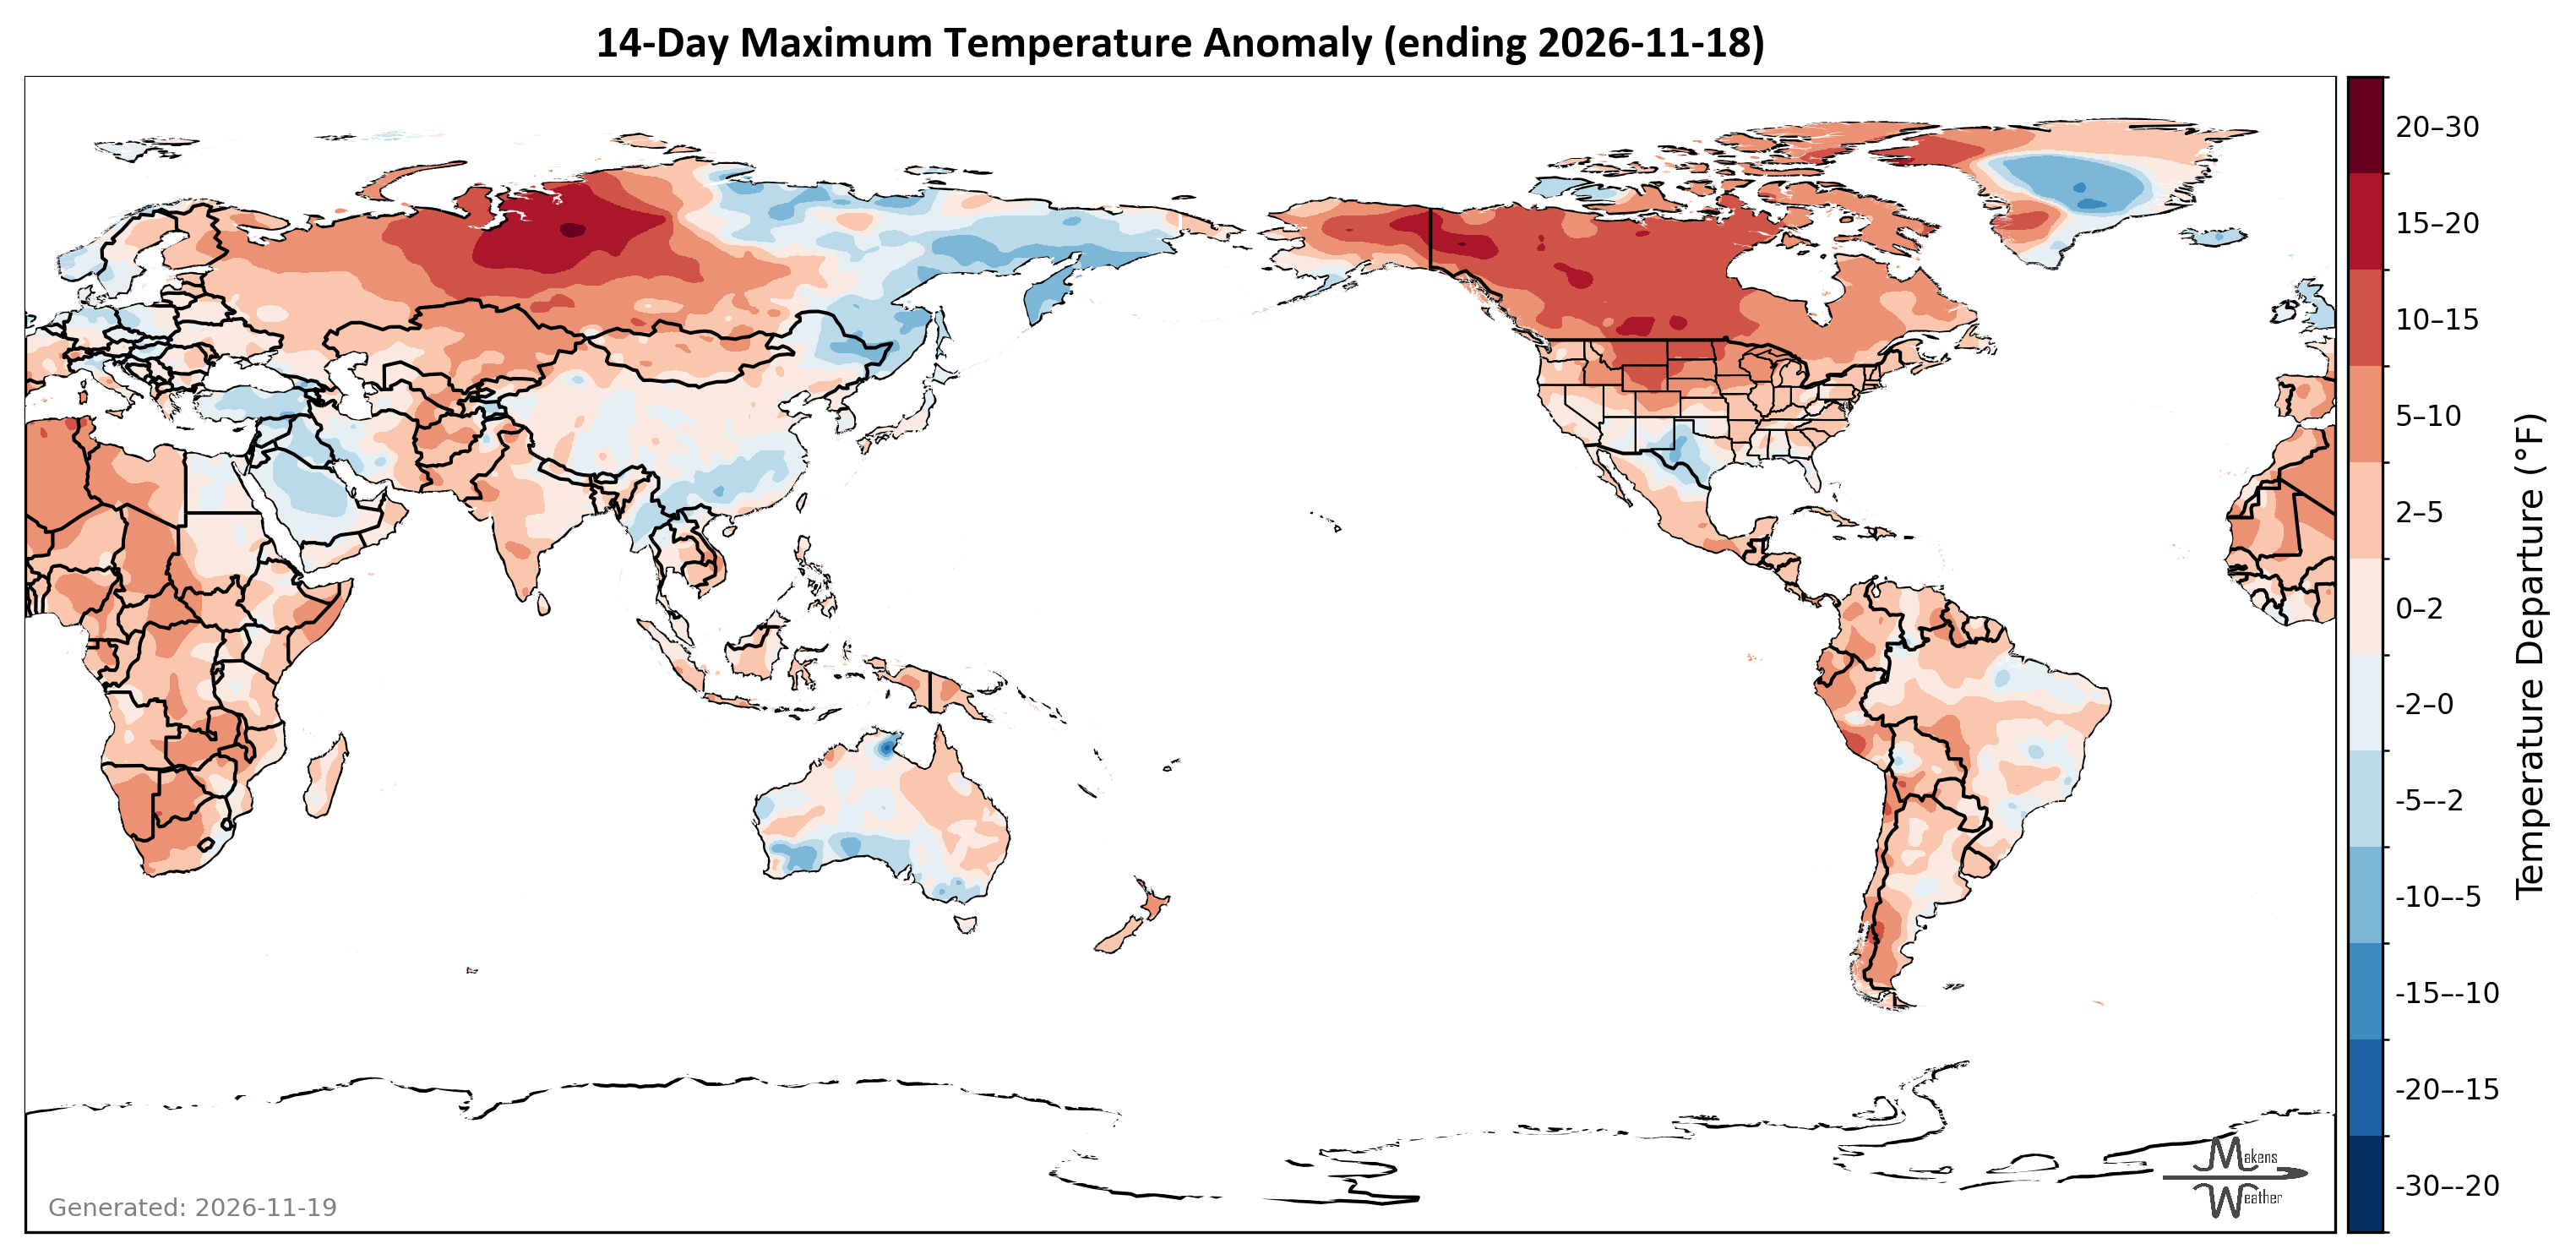 14-Day Maximum Temperature Anomaly (ending 2026-11-18)
20–30
15–20
10–15
5–10
2–5
0–2
-2–0
-5–-2
-10–-5
-15–-10
-20–-15
-30–-20
Temperature Departure (°F)
Generated: 2026-11-19
Makens
Weather